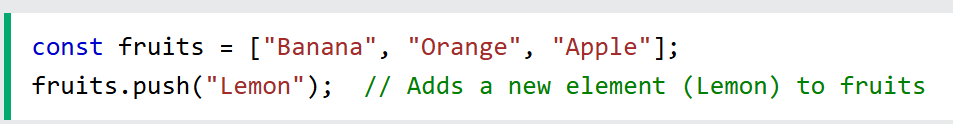 const fruits = ["Banana", "Orange", "Apple"];
fruits.push("Lemon");  // Adds a new element (Lemon) to fruits